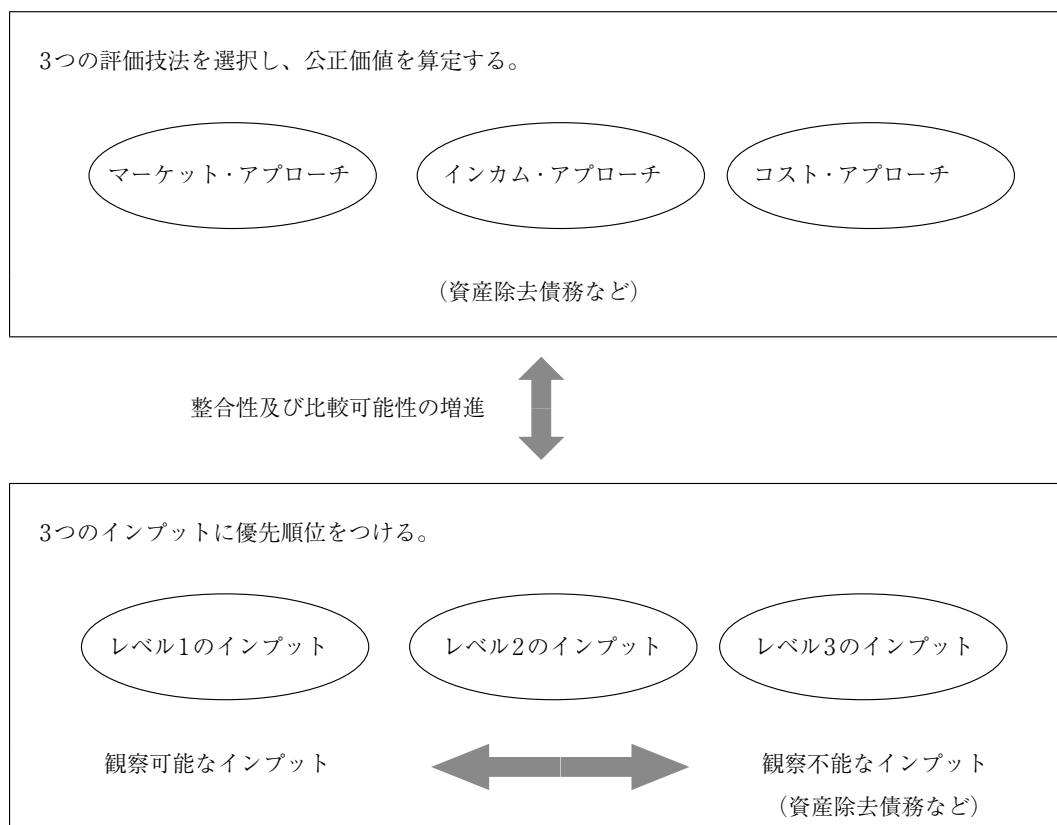 3つの評価技法を選択し、公正価値を算定する。
マーケット・アプローチ
インカム・アプローチ
コスト・アプローチ
（資産除去債務など）
整合性及び比較可能性の増進
3つのインプットに優先順位をつける。
レベル1のインプット
レベル2のインプット
レベル3のインプット
観察可能なインプット
観察不能なインプット
（資産除去債務など）